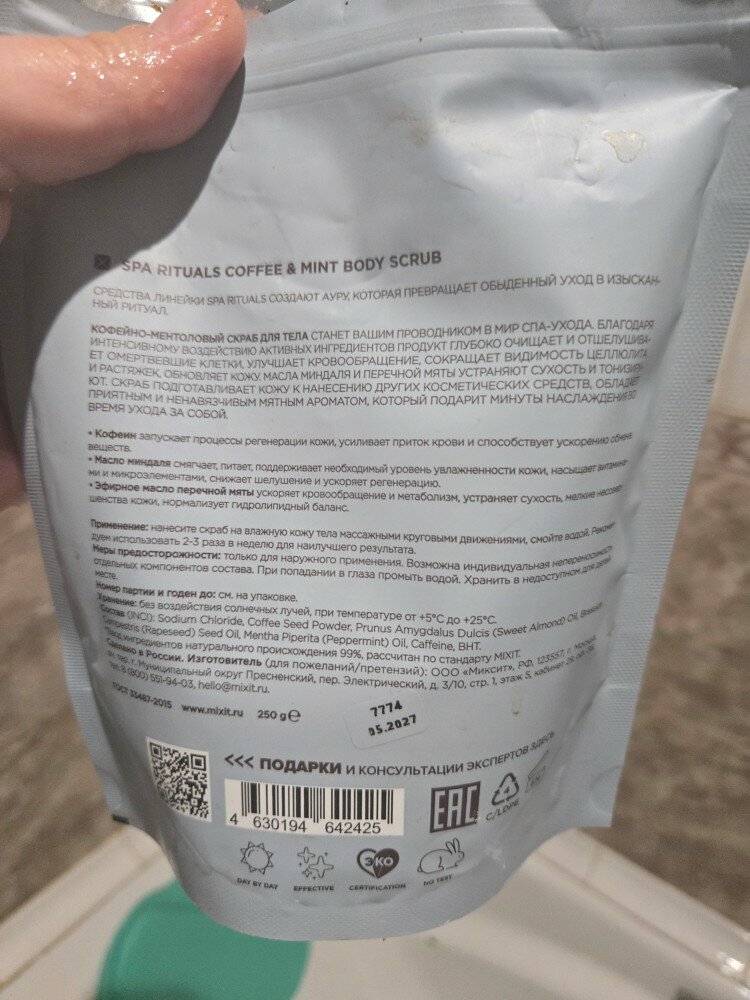 SPA RITUALS COFFEE & MINT BODY SCRUB
СРЕДСТВА ЛИНЕЙКИ SPA RITUALS СОЗДАЮТ АУРУ, КОТОРАЯ ПРЕВРАЩАЕТ ОБЫДЕННЫЙ УХОД В ИЗЫСКАН-
НЫЙ РИТУАЛ.
КОФЕЙНО-МЕНТОЛОВЫЙ СКРАБ ДЛЯ ТЕЛА СТАНЕТ ВАШИМ ПРОВОДНИКОМ В МИР СПА-УХОДА. БЛАГОДАРЯ
ИНТЕНСИВНОМУ ВОЗДЕЙСТВИЮ АКТИВНЫХ ИНГРЕДИЕНТОВ ПРОДУКТ ГЛУБОКО ОЧИЩАЕТ И ОТШЕЛУШИВА-
ЕТ ОМЕРТВЕВШИЕ КЛЕТКИ, УЛУЧШАЕТ КРОВООБРАЩЕНИЕ, СОКРАЩАЕТ ВИДИМОСТЬ ЦЕЛЛЮЛИТА
И РАСТЯЖЕК, ОБНОВЛЯЕТ КОЖУ. МАСЛА МИНДАЛЯ И ПЕРЕЧНОЙ МЯТЫ УСТРАНЯЮТ СУХОСТЬ И ТОНИЗИРУ-
ЮТ. СКРАБ ПОДГОТАВЛИВАЕТ КОЖУ К НАНЕСЕНИЮ ДРУГИХ КОСМЕТИЧЕСКИХ СРЕДСТВ, ОБЛАДАЕТ
ПРИЯТНЫМ И НЕНАВЯЗЧИВЫМ МЯТНЫМ АРОМАТОМ, КОТОРЫЙ ПОДАРИТ МИНУТЫ НАСЛАЖДЕНИЯ ВО
ВРЕМЯ УХОДА ЗА СОБОЙ.
• Кофеин запускает процессы регенерации кожи, усиливает приток крови и способствует ускорению обмена
веществ.
• Масло миндаля смягчает, питает, поддерживает необходимый уровень увлажненности кожи, насыщает витамина-
ми и микроэлементами, снижает шелушение и ускоряет регенерацию.
• Эфирное масло перечной мяты ускоряет кровообращение и метаболизм, устраняет сухость, мелкие несовер-
шенства кожи, нормализует гидролипидный баланс.
Применение: нанесите скраб на влажную кожу тела массажными круговыми движениями, смойте водой. Рекомен-
дуем использовать 2-3 раза в неделю для наилучшего результата.
Меры предосторожности: только для наружного применения. Возможна индивидуальная непереносимость
отдельных компонентов состава. При попадании в глаза промыть водой. Хранить в недоступном для детей
месте.
Номер партии и годен до: см. на упаковке.
Хранение: без воздействия солнечных лучей, при температуре от +5°C до +25°C.
Состав (INCI): Sodium Chloride, Coffee Seed Powder, Prunus Amygdalus Dulcis (Sweet Almond) Oil, Brassica
Campestris (Rapeseed) Seed Oil, Mentha Piperita (Peppermint) Oil, Caffeine, BHT.
*Ввод ингредиентов натурального происхождения 99%, рассчитан по стандарту MIXIT.
Сделано в России. Изготовитель (для пожеланий/претензий): ООО «Миксит», РФ, 123557, г. Москва,
вн. тер. г. Муниципальный округ Пресненский, пер. Электрический, д. 3/10, стр. 1, этаж 5, кабинет
тел. 8 (800) 551-94-03, hello@mixit.ru.
ГОСТ 33487-2015 www.mixit.ru 250 g℮
7774
05.2027
<<< ПОДАРКИ И КОНСУЛЬТАЦИИ ЭКСПЕРТОВ ЗДЕСЬ
4 630194 642425
EAC
4
C/LDPE
ЭКО
DAY BY DAY EFFECTIVE CERTIFICATION NO TEST